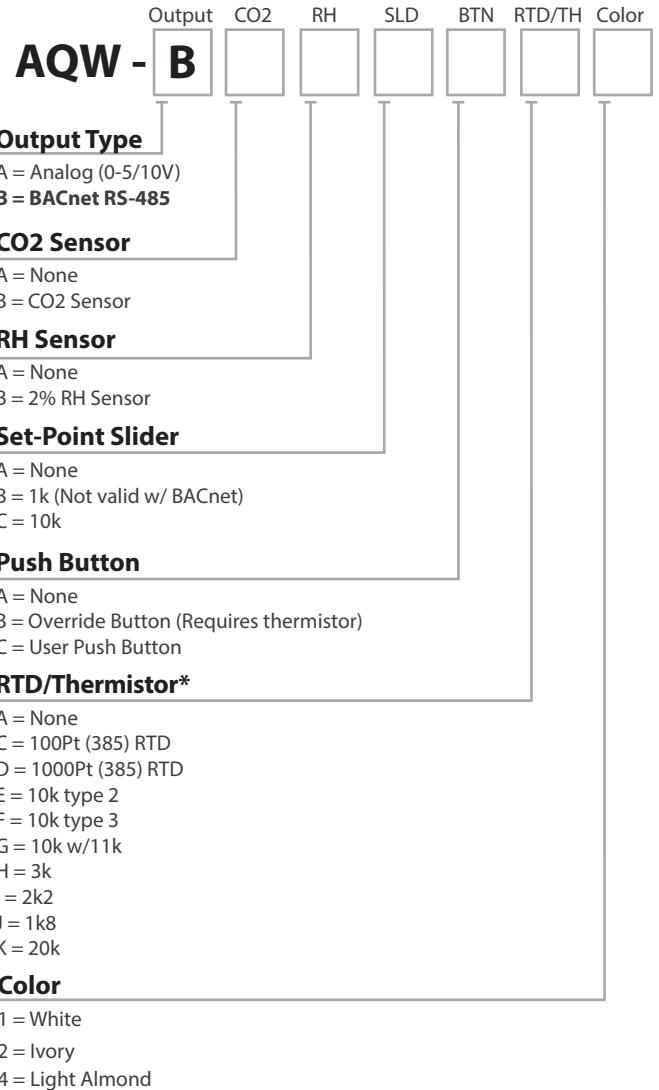 Output CO2 RH SLD BTN RTD/TH Color
AQW - B
Output Type
A = Analog (0-5/10V)
B = BACnet RS-485
CO2 Sensor
A = None
B = CO2 Sensor
RH Sensor
A = None
B = 2% RH Sensor
Set-Point Slider
A = None
B = 1k (Not valid w/ BACnet)
C = 10k
Push Button
A = None
B = Override Button (Requires thermistor)
C = User Push Button
RTD/Thermistor*
A = None
C = 100Pt (385) RTD
D = 1000Pt (385) RTD
E = 10k type 2
F = 10k type 3
G = 10k w/11k
H = 3k
I = 2k2
J = 1k8
K = 20k
Color
1 = White
2 = Ivory
4 = Light Almond